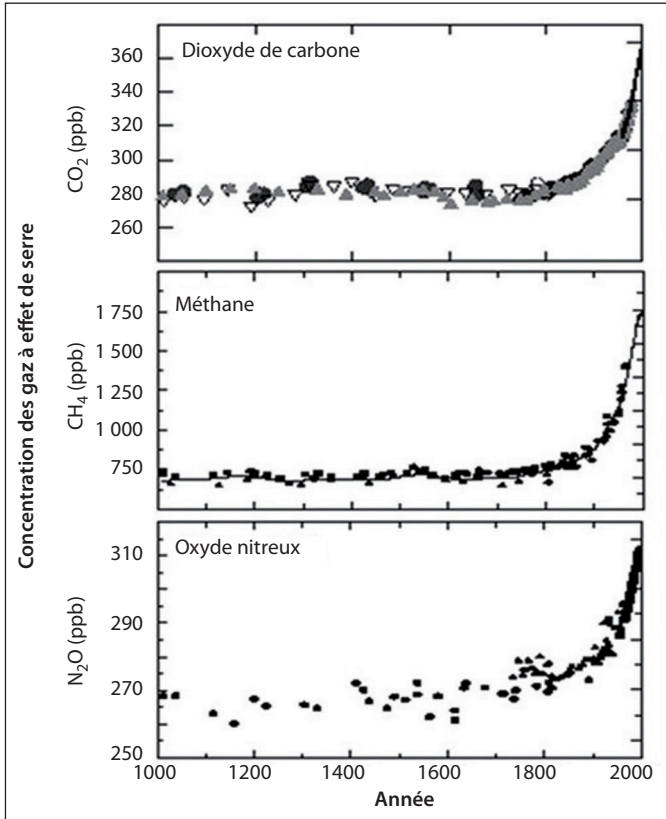 Concentration des gaz à effet de serre
Dioxyde de carbone
CO₂ (ppb)
360
340
320
300
280
260
Méthane
CH₄ (ppb)
1 750
1 500
1 250
1 000
750
Oxyde nitreux
N₂O (ppb)
310
290
270
250
1000 1200 1400 1600 1800 2000
Année